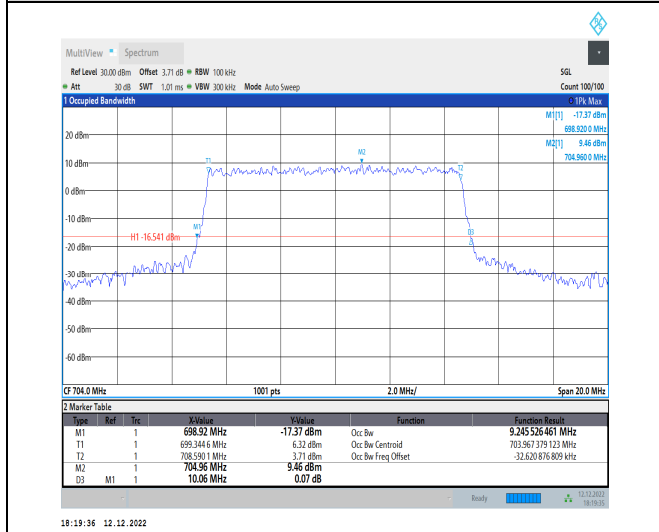 MultiView Spectrum
Ref Level 30.00 dBm Offset 3.71 dB RBW 100 kHz SGL
Att 30 dB SWT 1.01 ms VBW 300 kHz Mode Auto Sweep Count 100/100
1 Occupied Bandwidth 1Pk Max
M1[1] -17.37 dBm
698.9200 MHz
M2[1] 9.46 dBm
704.9600 MHz
20 dBm
M2
10 dBm
T1
T2
0 dBm
-10 dBm
M1
D3
H1 -16.541 dBm
-20 dBm
-30 dBm
-40 dBm
-50 dBm
-60 dBm
CF 704.0 MHz 1001 pts 2.0 MHz/ Span 20.0 MHz
2 Marker Table
Type Ref Trc X-Value Y-Value Function Function Result
M1 1 698.92 MHz -17.37 dBm Occ Bw 9.245 526 461 MHz
T1 1 699.344 6 MHz 6.32 dBm Occ Bw Centroid 703.967 379 123 MHz
T2 1 708.590 1 MHz 3.71 dBm Occ Bw Freq Offset -32.620 876 809 kHz
M2 1 704.96 MHz 9.46 dBm
D3 M1 1 10.06 MHz 0.07 dB
Ready 12.12.2022
18:19:35
18:19:36 12.12.2022